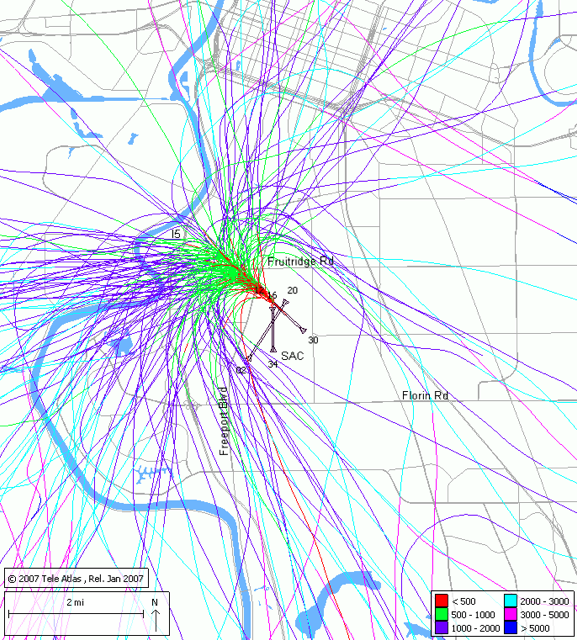 I5
Fruitridge Rd
20
16
30
SAC
02
34
Florin Rd
Freeport Blvd
© 2007 Tele Atlas , Rel. Jan 2007
2 mi
N
< 500
2000 - 3000
500 - 1000
3000 - 5000
1000 - 2000
> 5000